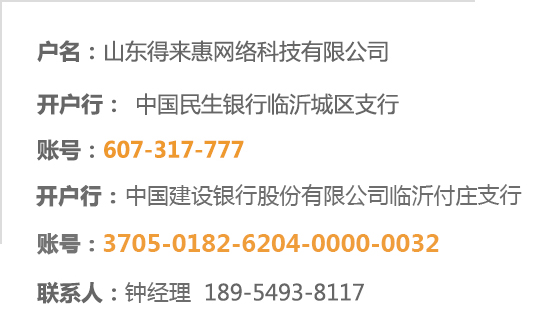 户名：山东得来惠网络科技有限公司
开户行： 中国民生银行临沂城区支行
账号：607-317-777
开户行：中国建设银行股份有限公司临沂付庄支行
账号：3705-0182-6204-0000-0032
联系人：钟经理 189-5493-8117